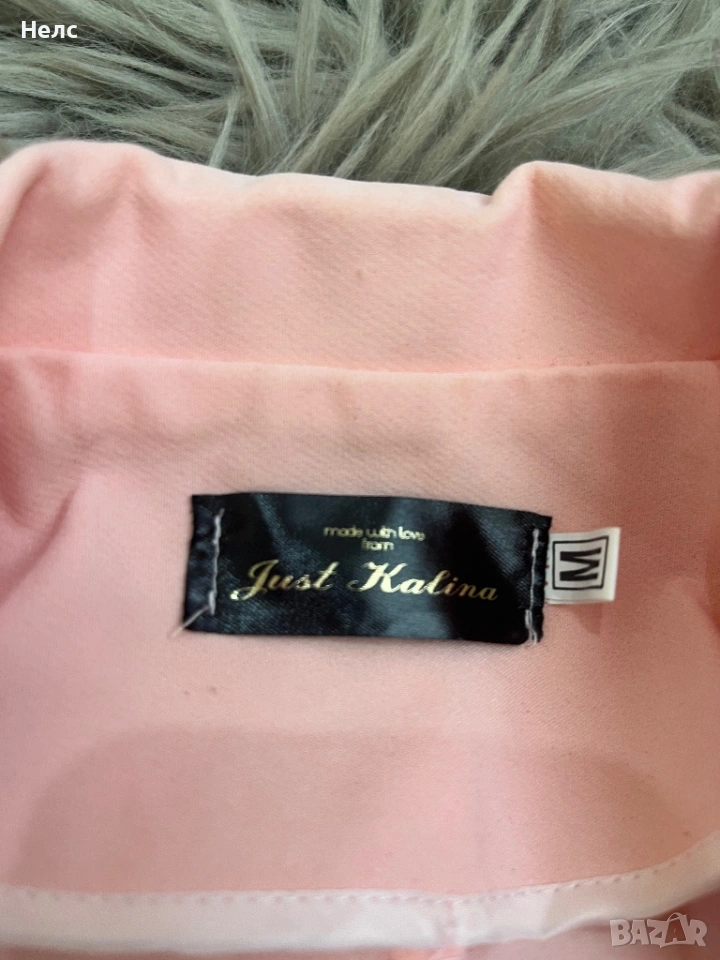 Нелс
made with love
from
Just Kalina
M
BAZAR